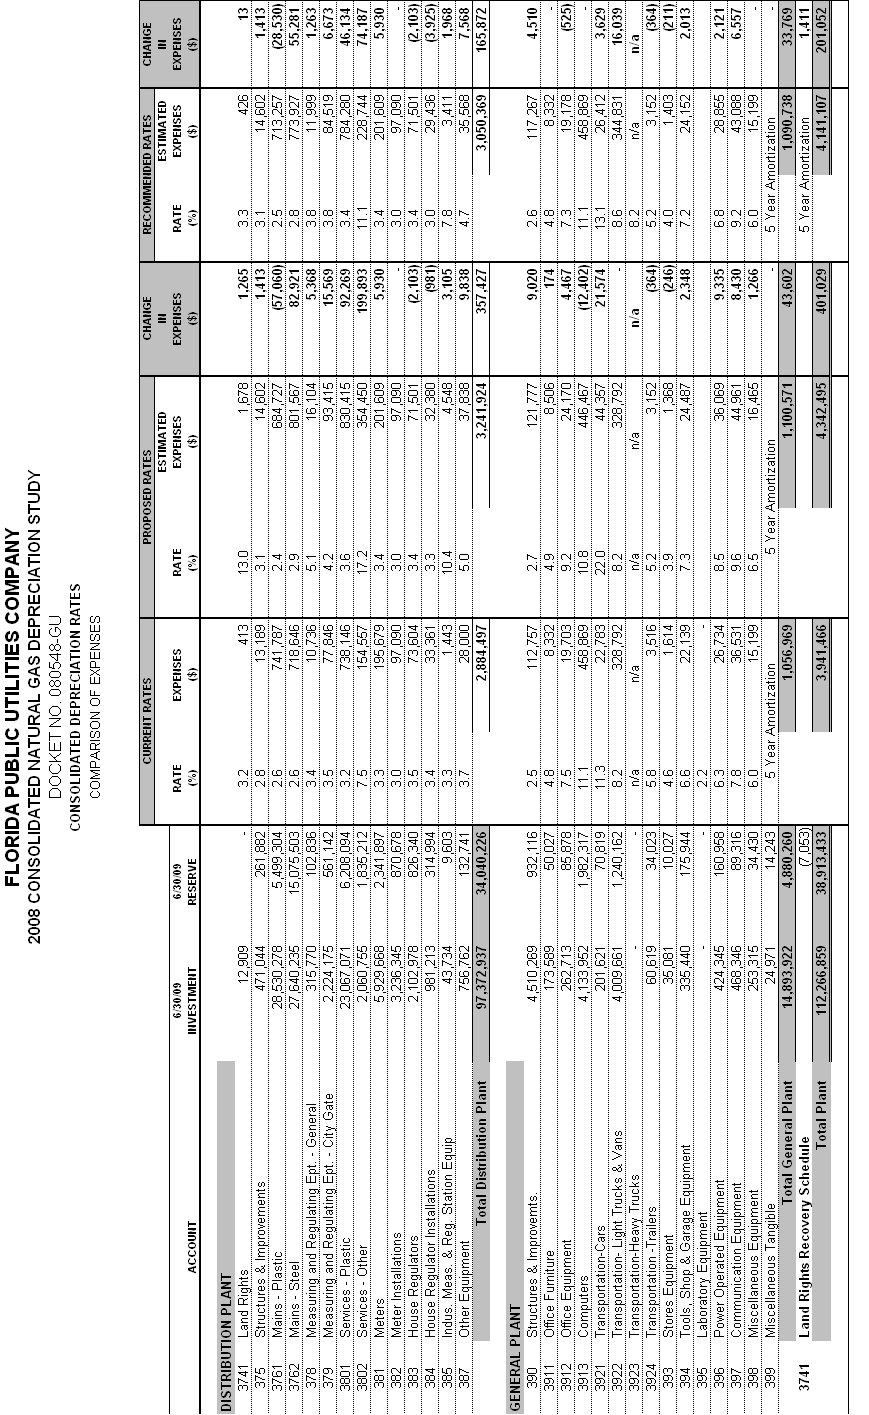 FLORIDA PUBLIC UTILITIES COMPANY
2008 CONSOLIDATED NATURAL GAS DEPRECIATION STUDY
DOCKET NO. 080548-GU
CONSOLIDATED DEPRECIATION RATES
COMPARISON OF EXPENSES
CURRENT RATES PROPOSED RATES CHANGE RECOMMENDED RATES CHANGE
6/30/09 6/30/09 ESTIMATED IN ESTIMATED IN
ACCOUNT INVESTMENT RESERVE RATE EXPENSES RATE EXPENSES EXPENSES RATE EXPENSES EXPENSES
(%) ($) (%) ($) ($) (%) ($) ($)
DISTRIBUTION PLANT
3741 Land Rights 12,909 - 3.2 413 13.0 1,678 1,265 3.3 426 13
375 Structures & Improvements 471,044 261,882 2.8 13,189 3.1 14,602 1,413 3.1 14,602 1,413
3761 Mains - Plastic 28,530,278 5,499,304 2.6 741,787 2.4 684,727 (57,060) 2.5 713,257 (28,530)
3762 Mains - Steel 27,640,235 15,075,503 2.6 718,646 2.9 801,567 82,921 2.8 773,927 55,281
378 Measuring and Regulating Ept. - General 315,770 102,836 3.4 10,736 5.1 16,104 5,368 3.8 11,999 1,263
379 Measuring and Regulating Ept. - City Gate 2,224,175 561,142 3.5 77,846 4.2 93,415 15,569 3.8 84,519 6,673
3801 Services - Plastic 23,067,071 6,208,094 3.2 738,146 3.6 830,415 92,269 3.4 784,280 46,134
3802 Services - Other 2,060,755 1,835,212 7.5 154,557 17.2 354,450 199,893 11.1 228,744 74,187
381 Meters 5,929,668 2,341,897 3.3 195,679 3.4 201,609 5,930 3.4 201,609 5,930
382 Meter Installations 3,236,345 870,678 3.0 97,090 3.0 97,090 - 3.0 97,090 -
383 House Regulators 2,102,978 826,340 3.5 73,604 3.4 71,501 (2,103) 3.4 71,501 (2,103)
384 House Regulator Installations 981,213 314,994 3.4 33,361 3.3 32,380 (981) 3.0 29,436 (3,925)
385 Indus. Meas. & Reg. Station Equip 43,734 9,603 3.3 1,443 10.4 4,548 3,105 7.8 3,411 1,968
387 Other Equipment 756,762 132,741 3.7 28,000 5.0 37,838 9,838 4.7 35,568 7,568
Total Distribution Plant 97,372,937 34,040,226 2,884,497 3,241,924 357,427 3,050,369 165,872
GENERAL PLANT
390 Structures & Improvemnts. 4,510,269 932,116 2.5 112,757 2.7 121,777 9,020 2.6 117,267 4,510
3911 Office Furniture 173,589 50,027 4.8 8,332 4.9 8,506 174 4.8 8,332 -
3912 Office Equipment 262,713 85,878 7.5 19,703 9.2 24,170 4,467 7.3 19,178 (525)
3913 Computers 4,133,952 1,982,317 11.1 458,869 10.8 446,467 (12,402) 11.1 458,869 -
3921 Transportation-Cars 201,621 70,819 11.3 22,783 22.0 44,357 21,574 13.1 26,412 3,629
3922 Transportation- Light Trucks & Vans 4,009,661 1,240,162 8.2 328,792 8.2 328,792 - 8.6 344,831 16,039
3923 Transportation-Heavy Trucks - - n/a n/a n/a n/a n/a 8.2 n/a n/a
3924 Transportation -Trailers 60,619 34,023 5.8 3,516 5.2 3,152 (364) 5.2 3,152 (364)
393 Stores Equipment 35,081 10,027 4.6 1,614 3.9 1,368 (246) 4.0 1,403 (211)
394 Tools, Shop & Garage Equipment 335,440 175,944 6.6 22,139 7.3 24,487 2,348 7.2 24,152 2,013
395 Laboratory Equipment - - 2.2 -
396 Power Operated Equipment 424,345 160,958 6.3 26,734 8.5 36,069 9,335 6.8 28,855 2,121
397 Communication Equipment 468,346 89,316 7.8 36,531 9.6 44,961 8,430 9.2 43,088 6,557
398 Miscellaneous Equipment 253,315 34,430 6.0 15,199 6.5 16,465 1,266 6.0 15,199 -
399 Miscellaneous Tangible 24,971 14,243 5 Year Amortization 5 Year Amortization - 5 Year Amortization -
Total General Plant 14,893,922 4,880,260 1,056,969 1,100,571 43,602 1,090,738 33,769
3741 Land Rights Recovery Schedule (7,053) 5 Year Amortization 1,411
Total Plant 112,266,859 38,913,433 3,941,466 4,342,495 401,029 4,141,107 201,052